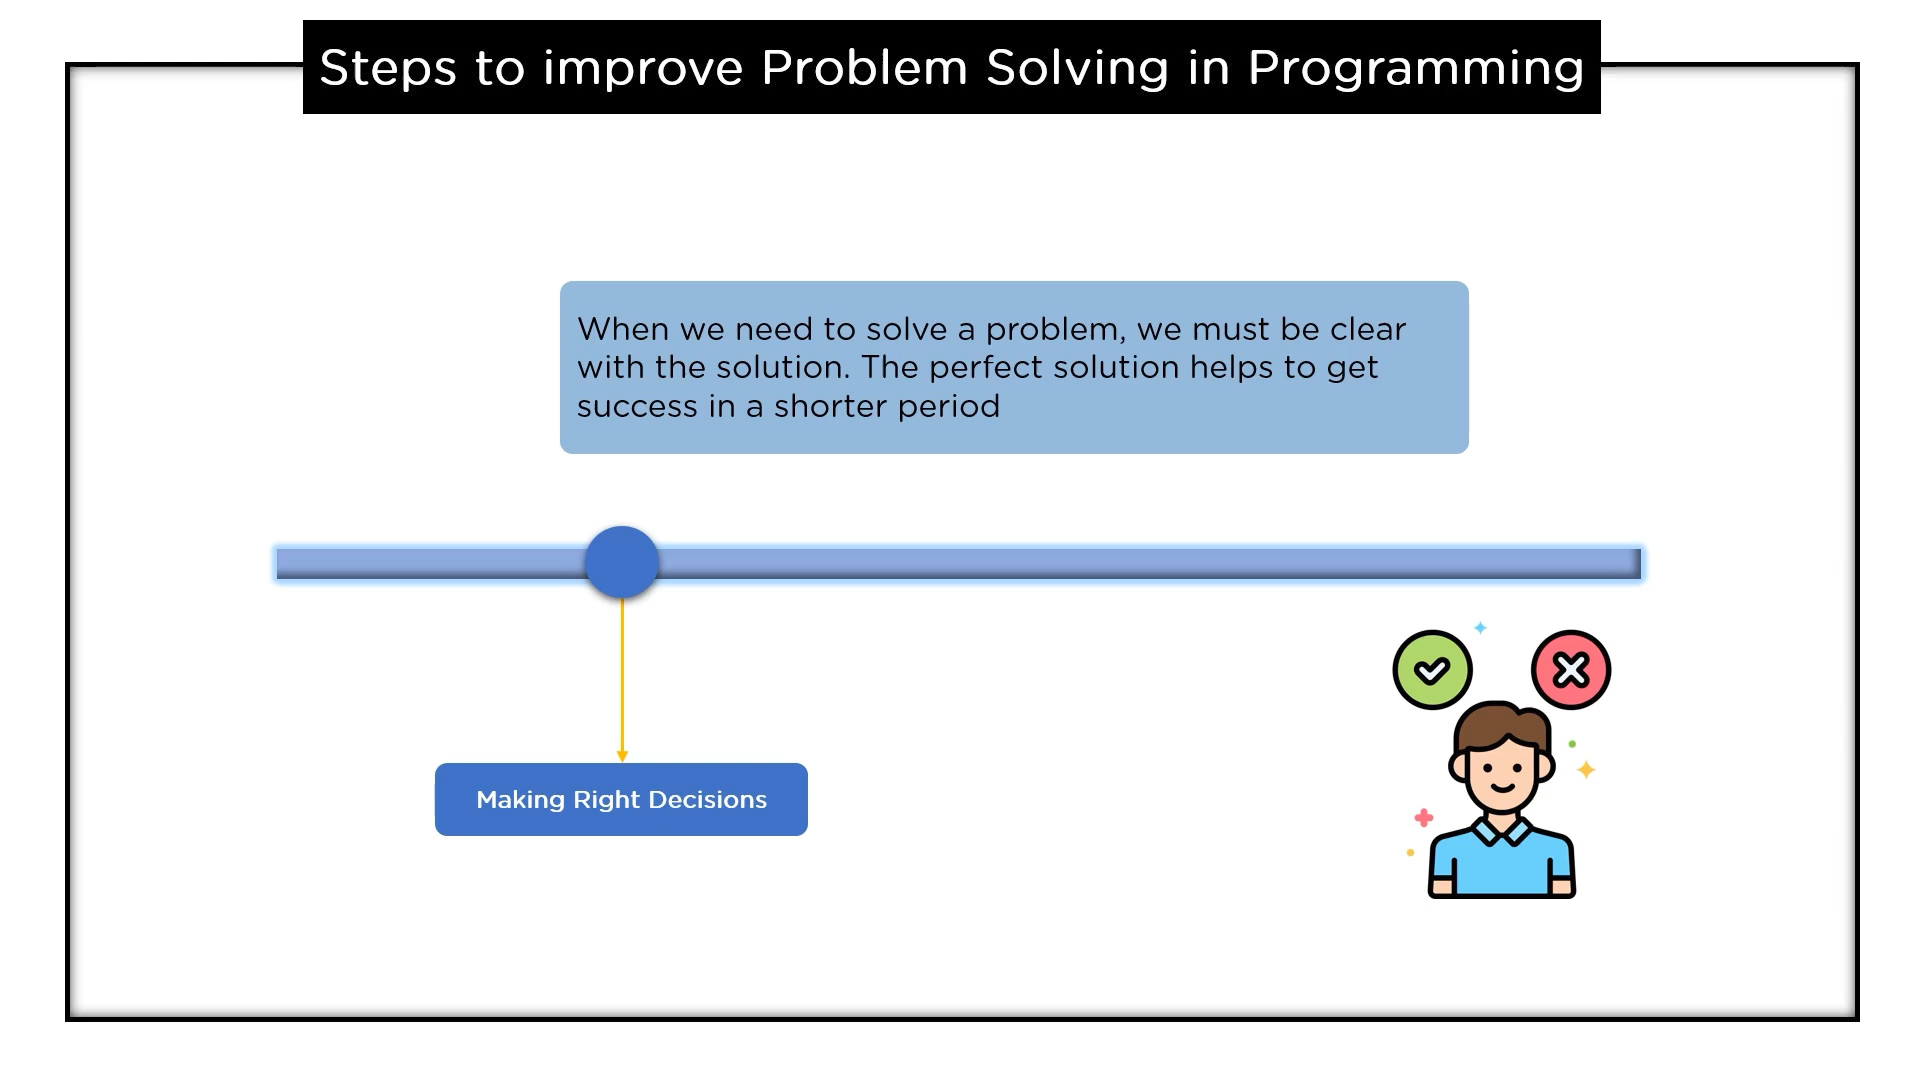 Steps to improve Problem Solving in Programming
When we need to solve a problem, we must be clear
with the solution. The perfect solution helps to get
success in a shorter period
Making Right Decisions